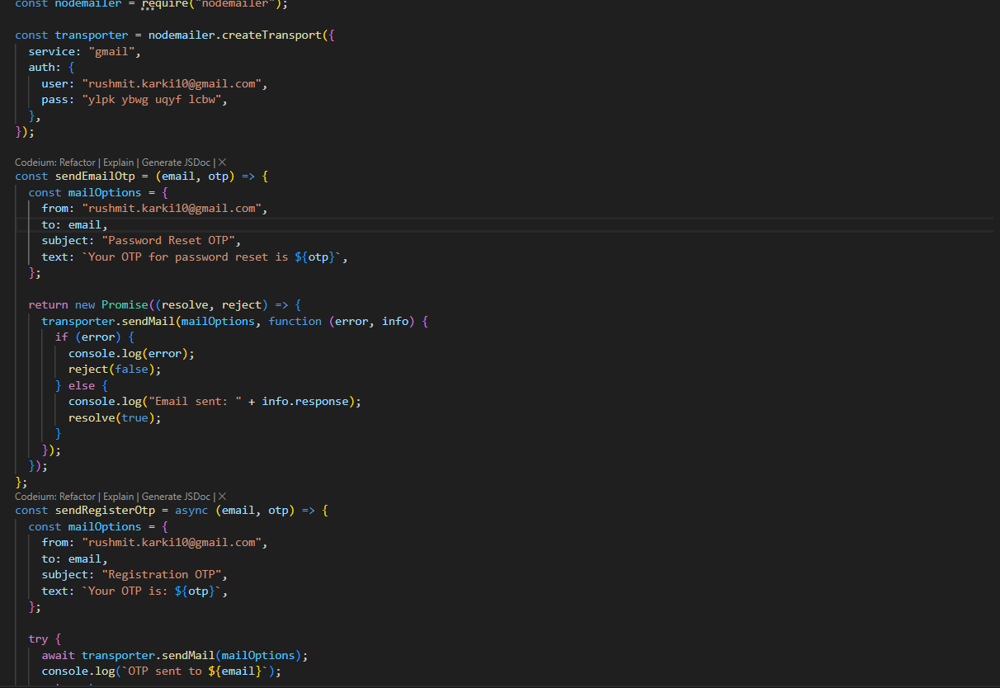 const nodemailer = require("nodemailer");
const transporter = nodemailer.createTransport({
service: "gmail",
auth: {
user: "rushmit.karki10@gmail.com",
pass: "ylpk ybwg uqyf lcbw",
},
});
Codeium: Refactor | Explain | Generate JSDoc | X
const sendEmailOtp = (email, otp) => {
const mailOptions = {
from: "rushmit.karki10@gmail.com",
to: email,
subject: "Password Reset OTP",
text: `Your OTP for password reset is ${otp}`,
};
return new Promise((resolve, reject) => {
transporter.sendMail(mailOptions, function (error, info) {
if (error) {
console.log(error);
reject(false);
} else {
console.log("Email sent: " + info.response);
resolve(true);
}
});
});
};
Codeium: Refactor | Explain | Generate JSDoc | X
const sendRegisterOtp = async (email, otp) => {
const mailOptions = {
from: "rushmit.karki10@gmail.com",
to: email,
subject: "Registration OTP",
text: `Your OTP is: ${otp}`,
};
try {
await transporter.sendMail(mailOptions);
console.log(`OTP sent to ${email}`);